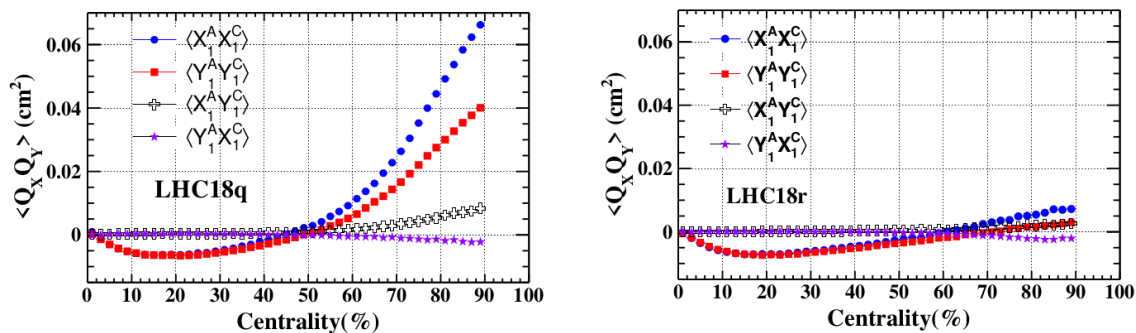 <Q_X Q_Y> (cm²)
0.06
0.04
0.02
0
⟨X₁ᴬX₁ꟲ⟩
⟨Y₁ᴬY₁ꟲ⟩
⟨X₁ᴬY₁ꟲ⟩
⟨Y₁ᴬX₁ꟲ⟩
LHC18q
0 10 20 30 40 50 60 70 80 90 100
Centrality(%)
<Q_X Q_Y> (cm²)
0.06
0.04
0.02
0
⟨X₁ᴬX₁ꟲ⟩
⟨Y₁ᴬY₁ꟲ⟩
⟨X₁ᴬY₁ꟲ⟩
⟨Y₁ᴬX₁ꟲ⟩
LHC18r
0 10 20 30 40 50 60 70 80 90 100
Centrality(%)